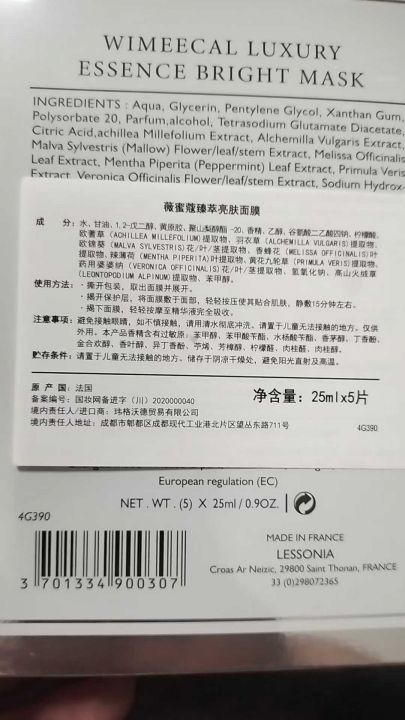 WIMEECAL LUXURY
ESSENCE BRIGHT MASK
INGREDIENTS : Aqua, Glycerin, Pentylene Glycol, Xanthan Gum,
Polysorbate 20, Parfum,alcohol, Tetrasodium Glutamate Diacetate,
Citric Acid,achillea Millefolium Extract, Alchemilla Vulgaris Extract,
Malva Sylvestris (Mallow) Flower/leaf/stem Extract, Melissa Officinalis
Leaf Extract, Mentha Piperita (Peppermint) Leaf Extract, Primula Veris
Extract, Veronica Officinalis Flower/leaf/stem Extract, Sodium Hydrox-
薇蜜蔻臻萃亮肤面膜
成 分:水、甘油、1,2-戊二醇、黄原胶、聚山梨醇酯-20、香精、乙醇、谷氨酸二乙酸四钠、柠檬酸、
欧蓍草(ACHILLEA MILLEFOLIUM)提取物、羽衣草(ALCHEMILLA VULGARIS)提取物、
欧锦葵(MALVA SYLVESTRIS)花/叶/茎提取物、香蜂花(MELISSA OFFICINALIS)叶
提取物、辣薄荷(MENTHA PIPERITA)叶提取物、黄花九轮草(PRIMULA VERIS)提取物、
药用婆婆纳(VERONICA OFFICINALIS)花/叶/茎提取物、氢氧化钠、高山火绒草
(LEONTOPODIUM ALPINUM)提取物、苯甲醇。
使用方法:· 撕开包装,取出面膜并展开。
· 揭开保护层,将面膜敷于面部,轻轻按压使其贴合肌肤,静敷15分钟左右。
· 揭下面膜,轻轻按摩至精华液完全吸收。
注意事项:避免接触眼睛,如不慎接触,请用清水彻底冲洗。请置于儿童无法接触的地方。仅供
外用。本产品香精含有过敏原:苯甲醇、苯甲酸苄酯、水杨酸苄酯、香茅醇、丁香酚、
金合欢醇、香叶醇、异丁香酚、苧烯、芳樟醇、柠檬醛、肉桂醛、肉桂醇。
贮存条件:请置于儿童无法接触的地方。储存于阴凉干燥处,避免阳光直射及高温。
原 产 国:法国
备案编号:国妆网备进字(川)2020000040
净含量:25mlx5片
境内责任人/进口商:玮格沃德贸易有限公司
境内责任人地址:成都市郫都区成都现代工业港北片区望丛东路711号
4G390
European regulation (EC)
NET . WT . (5) X 25ml / 0.9OZ.
4G390
3 701334 900307
MADE IN FRANCE
LESSONIA
Croas Ar Neizic, 29800 Saint Thonan, FRANCE
33 (0)298072365